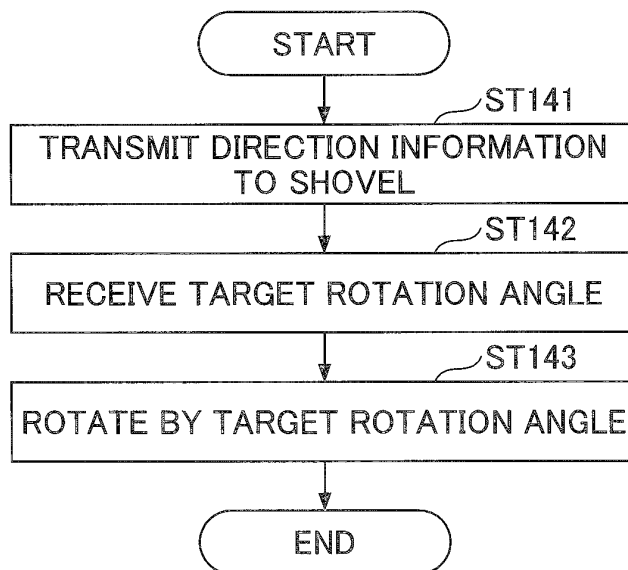 START
ST141
TRANSMIT DIRECTION INFORMATION
TO SHOVEL
ST142
RECEIVE TARGET ROTATION ANGLE
ST143
ROTATE BY TARGET ROTATION ANGLE
END